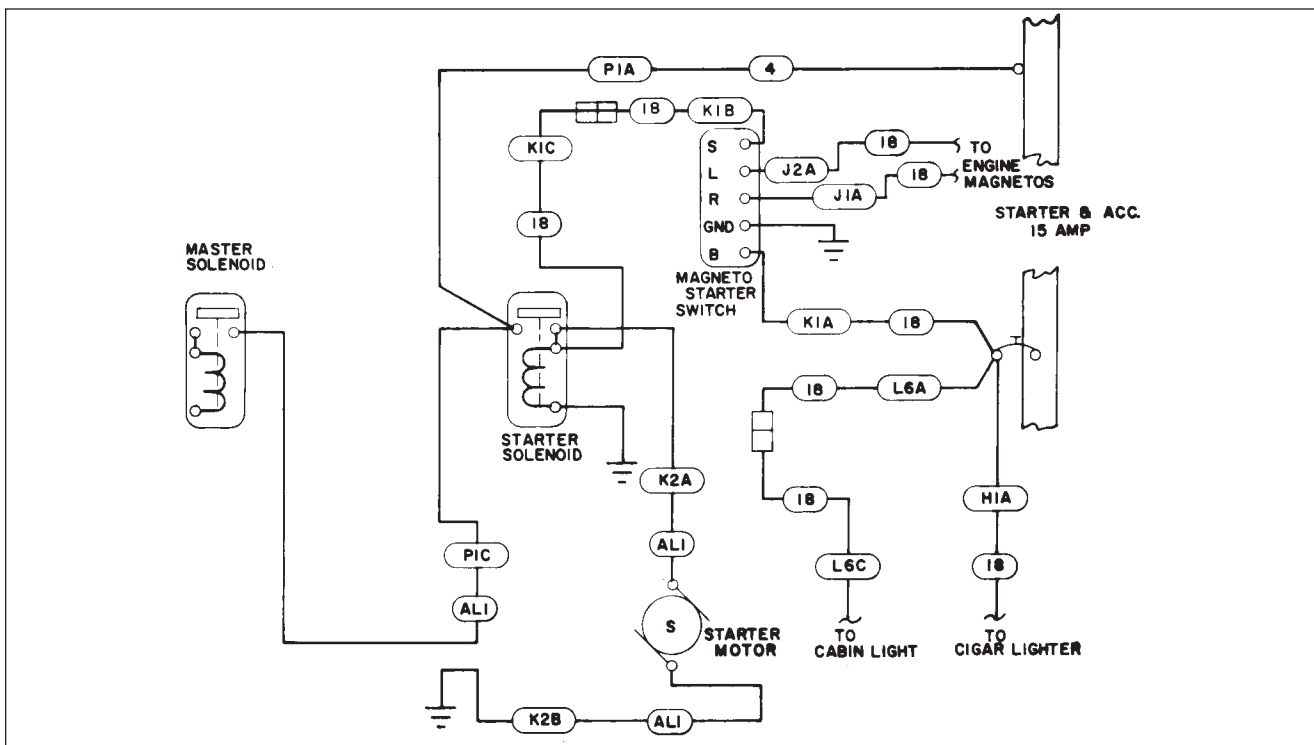 P1A 4
18 K1B
K1C
18
S
L
R
GND
B
J2A 18 TO
ENGINE
MAGNETOS
J1A 18
STARTER & ACC.
15 AMP
MAGNETO
STARTER
SWITCH
MASTER
SOLENOID
STARTER
SOLENOID
K1A 18
18 L6A
18
L6C
TO
CABIN LIGHT
H1A
18
TO
CIGAR LIGHTER
K2A
AL1
P1C
AL1
S
STARTER
MOTOR
K2B AL1